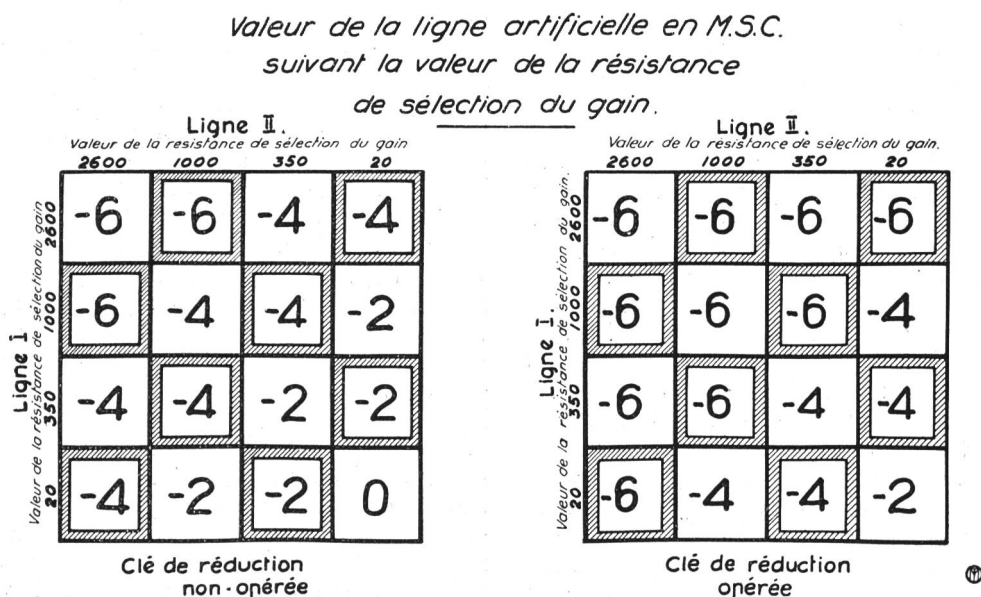 Valeur de la ligne artificielle en M.S.C.
suivant la valeur de la résistance
de sélection du gain.
Ligne II.
Valeur de la resistance de sélection du gain
2600 1000 350 20
Ligne I
Valeur de la résistance de sélection du gain
2600 -6 -6 -4 -4
1000 -6 -4 -4 -2
350 -4 -4 -2 -2
20 -4 -2 -2 0
Clé de réduction
non-opérée
Ligne II.
Valeur de la résistance de sélection du gain.
2600 1000 350 20
Ligne I.
Valeur de la résistance de sélection du gain.
2600 -6 -6 -6 -6
1000 -6 -6 -6 -4
350 -6 -6 -4 -4
20 -6 -4 -4 -2
Clé de réduction
opérée